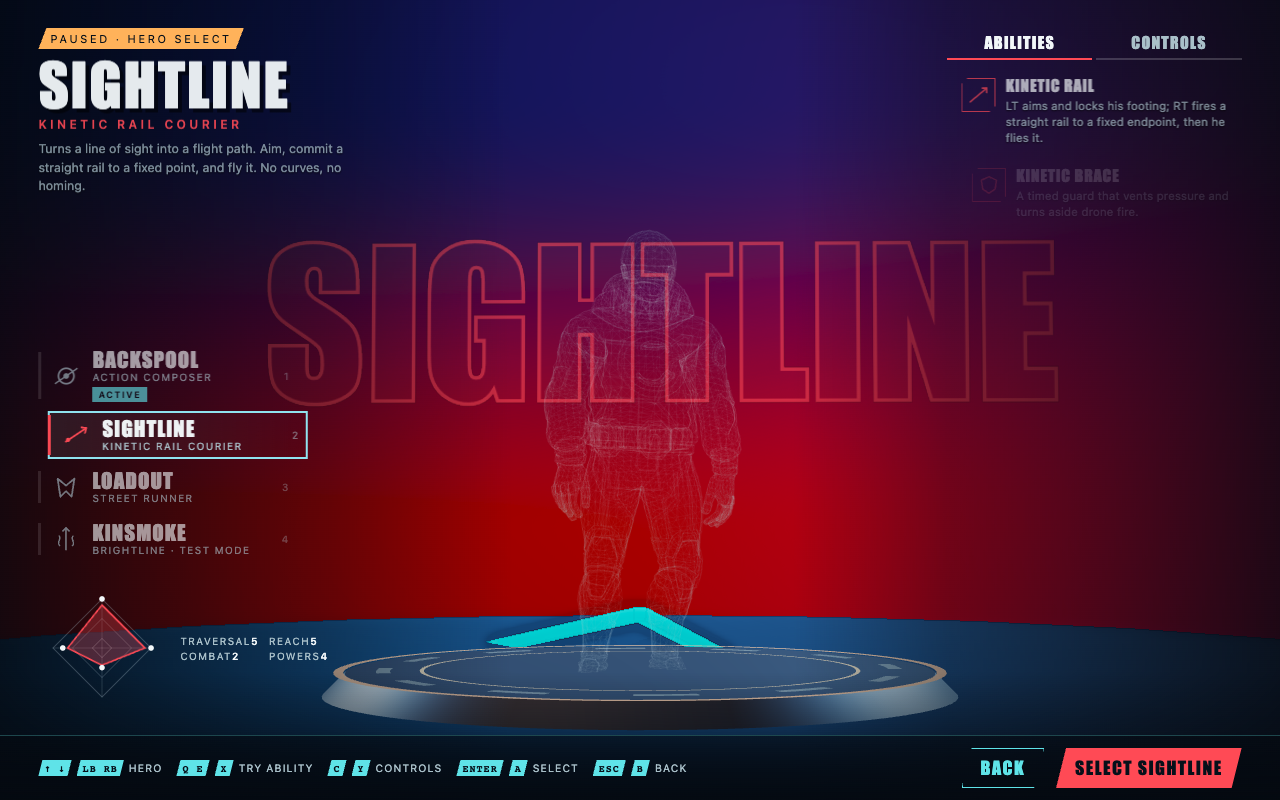 PAUSED · HERO SELECT
SIGHTLINE
KINETIC RAIL COURIER
Turns a line of sight into a flight path. Aim, commit a
straight rail to a fixed point, and fly it. No curves, no
homing.
ABILITIES
CONTROLS
KINETIC RAIL
LT aims and locks his footing; RT fires a
straight rail to a fixed endpoint, then he
flies it.
KINETIC BRACE
A timed guard that vents pressure and
turns aside drone fire.
SIGHTLINE
BACKSPOOL
ACTION COMPOSER
1
ACTIVE
SIGHTLINE
KINETIC RAIL COURIER
2
LOADOUT
STREET RUNNER
3
KINSMOKE
BRIGHTLINE · TEST MODE
4
TRAVERSAL5 REACH5
COMBAT2 POWERS4
↑ ↓ LB RB HERO Q E X TRY ABILITY C Y CONTROLS ENTER A SELECT ESC B BACK
BACK
SELECT SIGHTLINE